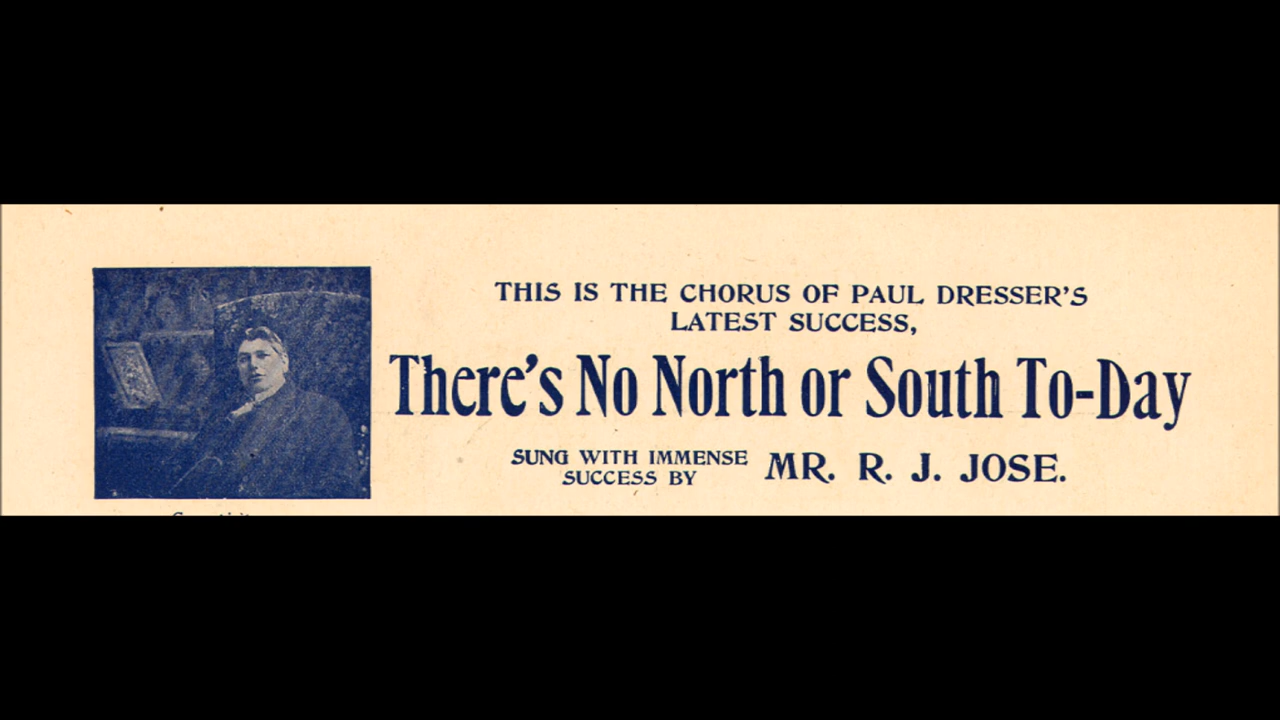 THIS IS THE CHORUS OF PAUL DRESSER'S
LATEST SUCCESS,
There's No North or South To-Day
SUNG WITH IMMENSE
SUCCESS BY
MR. R. J. JOSE.